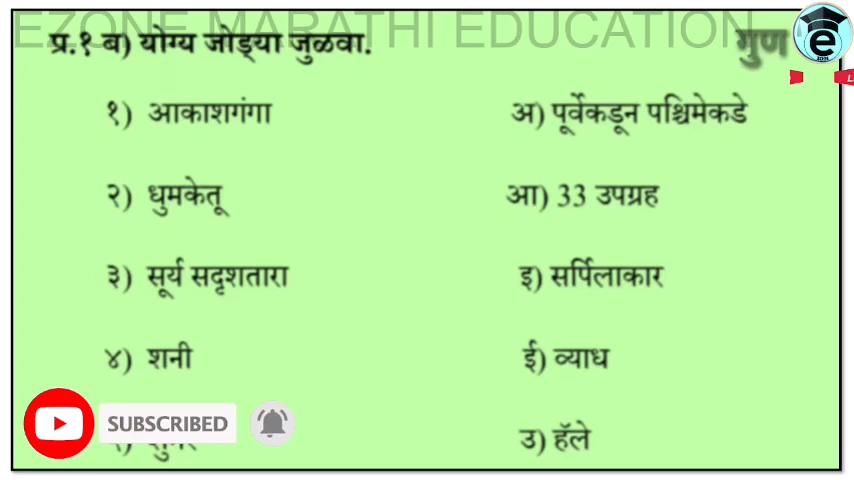 EZONE MARATHI EDUCATION
प्र.१ ब) योग्य जोड्या जुळवा.
गुण
e
१) आकाशगंगा
अ) पूर्वेकडून पश्चिमेकडे
२) धुमकेतू
आ) 33 उपग्रह
३) सूर्य सदृशतारा
इ) सर्पिलाकार
४) शनी
ई) व्याध
SUBSCRIBED
उ) हॅले